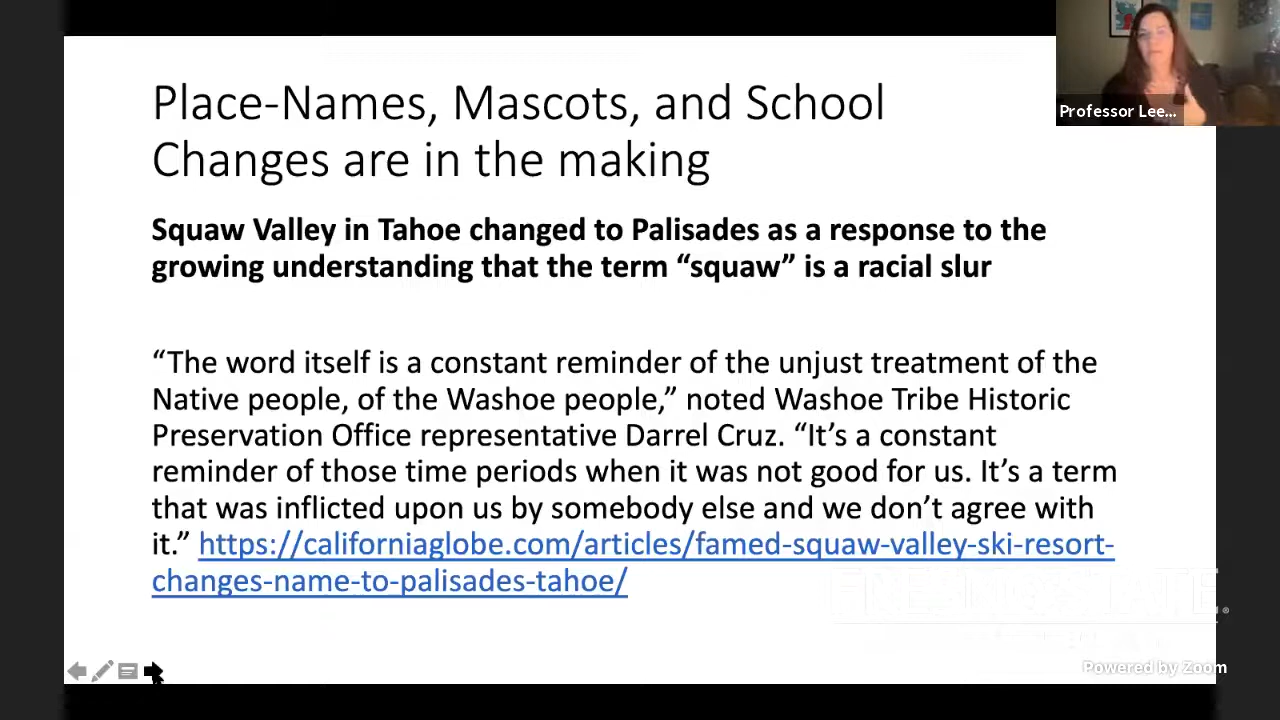 Place-Names, Mascots, and School
Changes are in the making
Professor Lee...
Squaw Valley in Tahoe changed to Palisades as a response to the
growing understanding that the term “squaw” is a racial slur
“The word itself is a constant reminder of the unjust treatment of the
Native people, of the Washoe people,” noted Washoe Tribe Historic
Preservation Office representative Darrel Cruz. “It’s a constant
reminder of those time periods when it was not good for us. It’s a term
that was inflicted upon us by somebody else and we don’t agree with
it.” https://californiaglobe.com/articles/famed-squaw-valley-ski-resort-
changes-name-to-palisades-tahoe/
FRESNO STATE.
Powered by Zoom